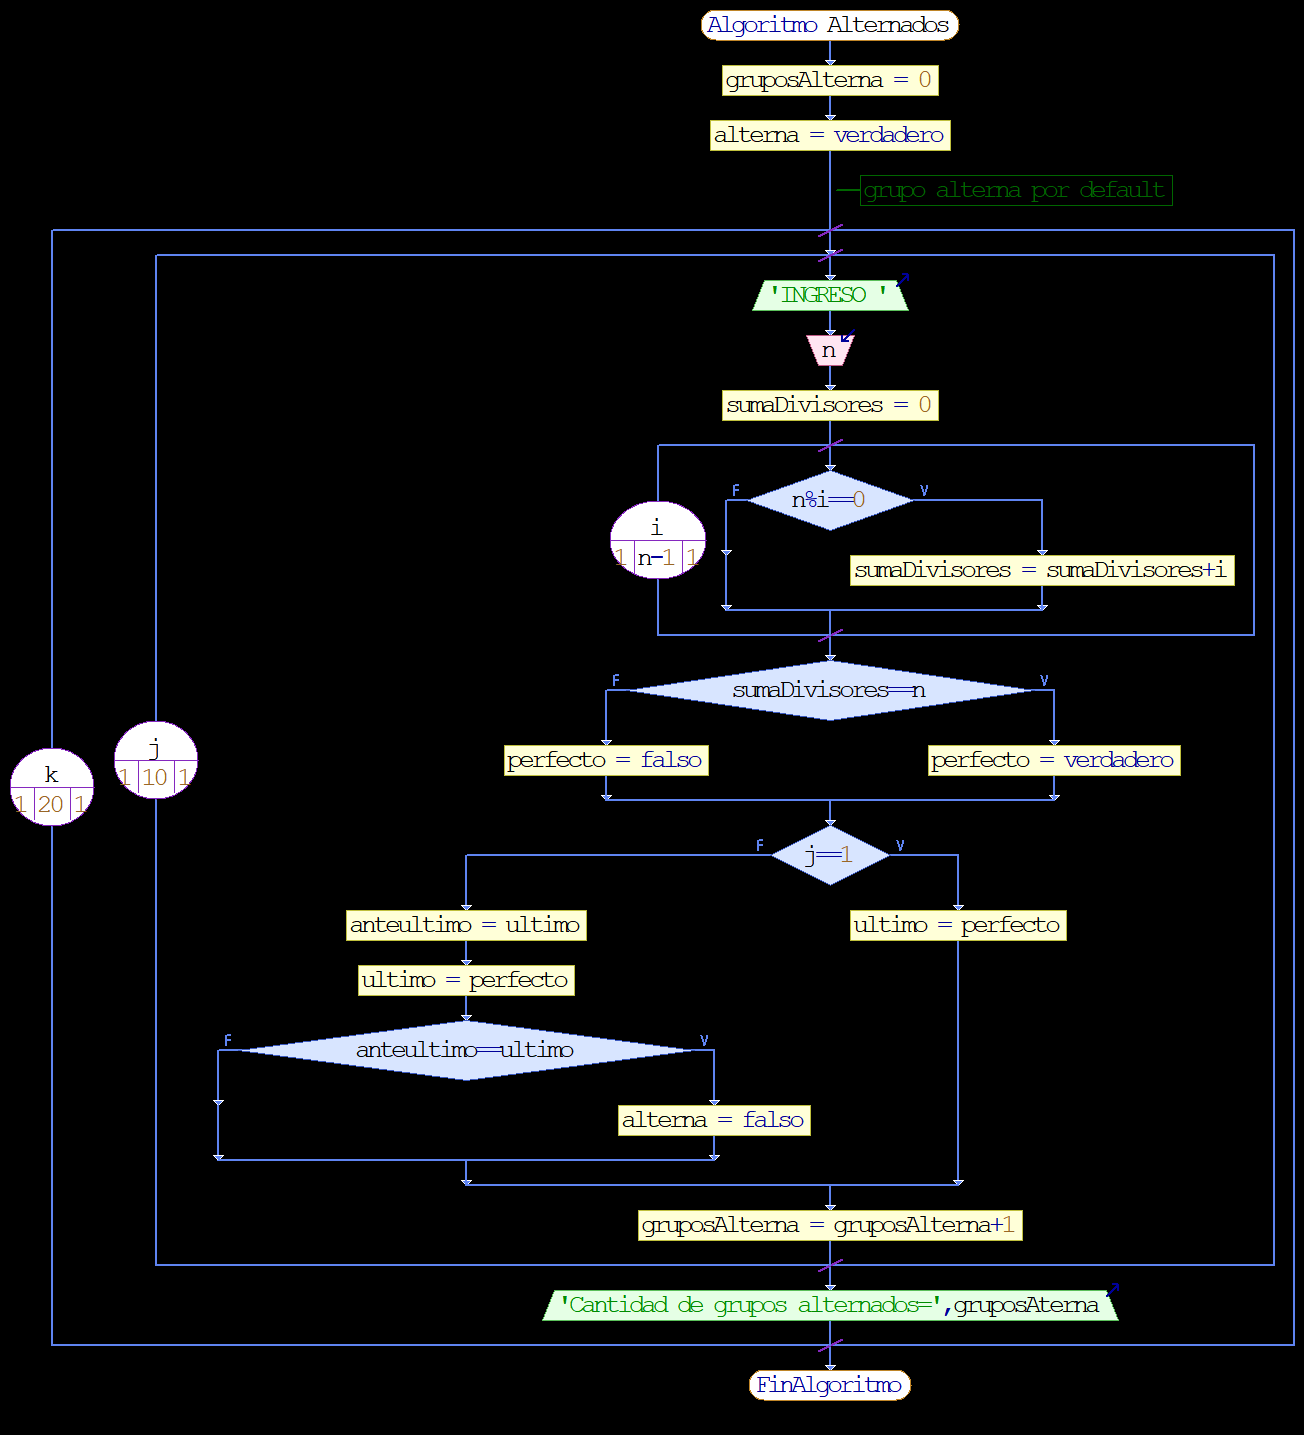 Algoritmo Alternados
gruposAlterna = 0
alterna = verdadero
grupo alterna por default
'INGRESO '
n
sumaDivisores = 0
F
n%i==0
V
i
1 n-1 1
sumaDivisores = sumaDivisores+i
F
sumaDivisores==n
V
perfecto = falso
perfecto = verdadero
j
1 10 1
k
1 20 1
F
j==1
V
anteultimo = ultimo
ultimo = perfecto
ultimo = perfecto
F
anteultimo==ultimo
V
alterna = falso
gruposAlterna = gruposAlterna+1
'Cantidad de grupos alternados=',gruposAterna
FinAlgoritmo